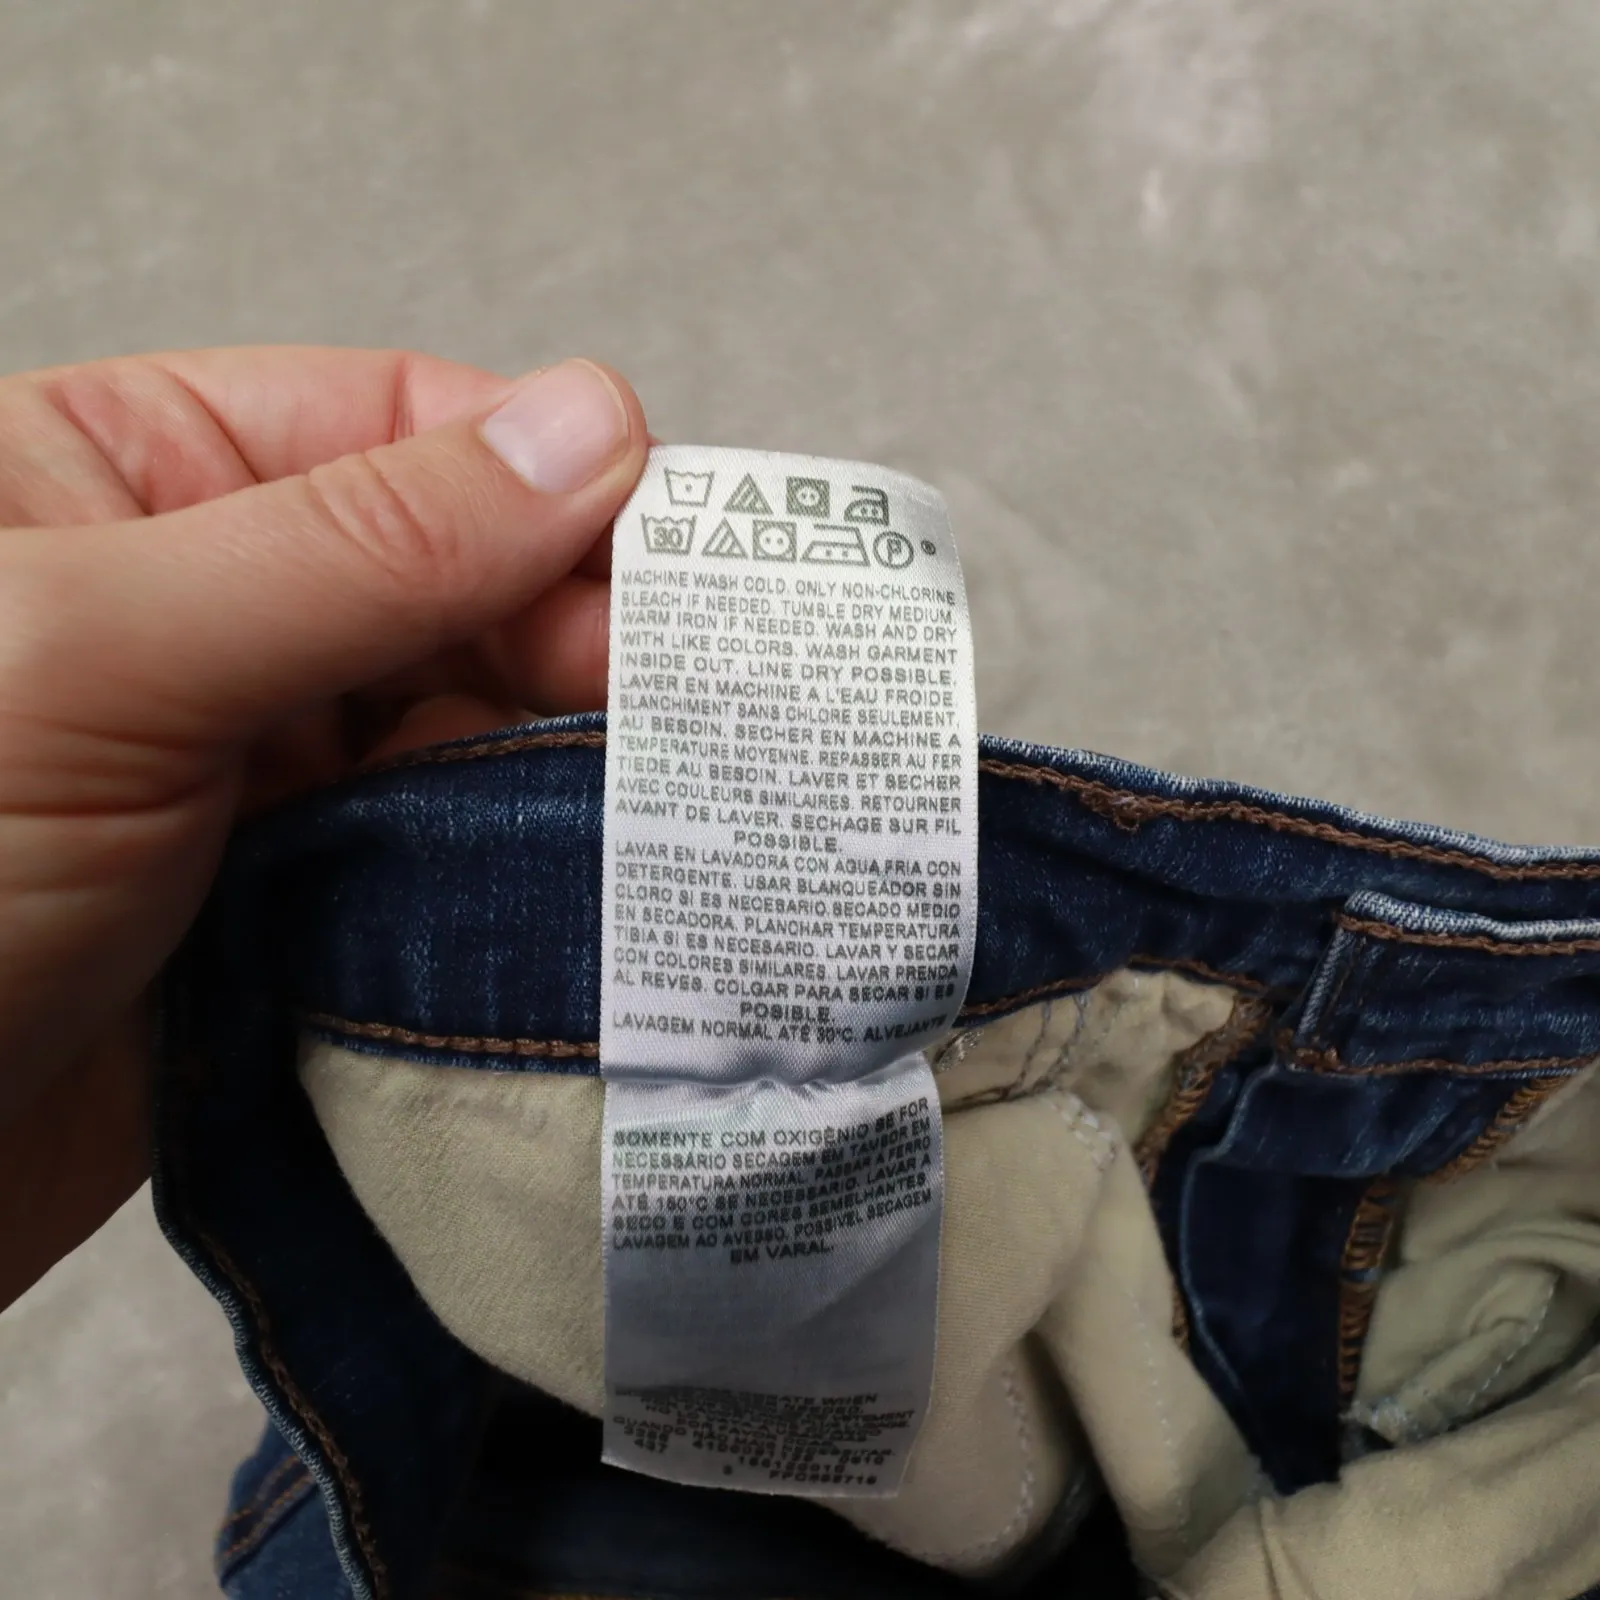 30 P ®
MACHINE WASH COLD. ONLY NON-CHLORINE
BLEACH IF NEEDED. TUMBLE DRY MEDIUM.
WARM IRON IF NEEDED. WASH AND DRY
WITH LIKE COLORS. WASH GARMENT
INSIDE OUT. LINE DRY POSSIBLE.
LAVER EN MACHINE A L'EAU FROIDE.
BLANCHIMENT SANS CHLORE SEULEMENT,
AU BESOIN. SECHER EN MACHINE A
TEMPERATURE MOYENNE. REPASSER AU FER
TIEDE AU BESOIN. LAVER ET SECHER
AVEC COULEURS SIMILAIRES. RETOURNER
AVANT DE LAVER. SECHAGE SUR FIL
POSSIBLE.
LAVAR EN LAVADORA CON AGUA FRIA CON
DETERGENTE. USAR BLANQUEADOR SIN
CLORO SI ES NECESARIO.SECADO MEDIO
EN SECADORA. PLANCHAR TEMPERATURA
TIBIA SI ES NECESARIO. LAVAR Y SECAR
CON COLORES SIMILARES. LAVAR PRENDA
AL REVES. COLGAR PARA SECAR SI ES
POSIBLE.
LAVAGEM NORMAL ATÉ 30°C. ALVEJANTE
SOMENTE COM OXIGÊNIO SE FOR
NECESSÁRIO SECAGEM EM TAMBOR EM
TEMPERATURA NORMAL. PASSAR A FERRO
ATÉ 150°C SE NECESSÁRIO. LAVAR A
SECO E COM CORES SEMELHANTES
LAVAGEM AO AVESSO. POSSIVEL SECAGEM
EM VARAL.
WHEN